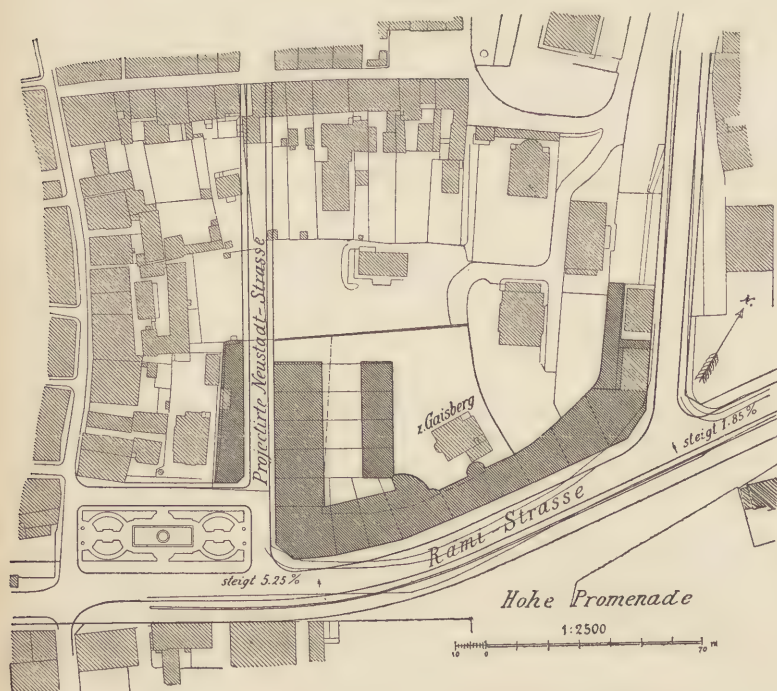 Projectirte Neustadt-Strasse
z. Gaisberg
steigt 1.85%
Rami-Strasse
steigt 5.25%
Hohe Promenade
1:2500
10 0 70 m